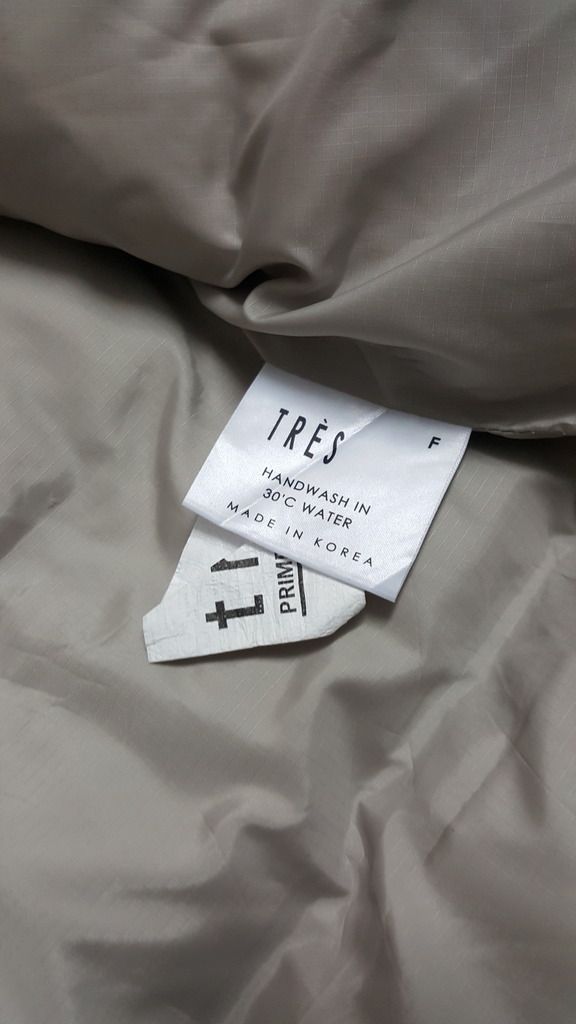 TRÈS
F
HANDWASH IN
30'C WATER
MADE IN KOREA